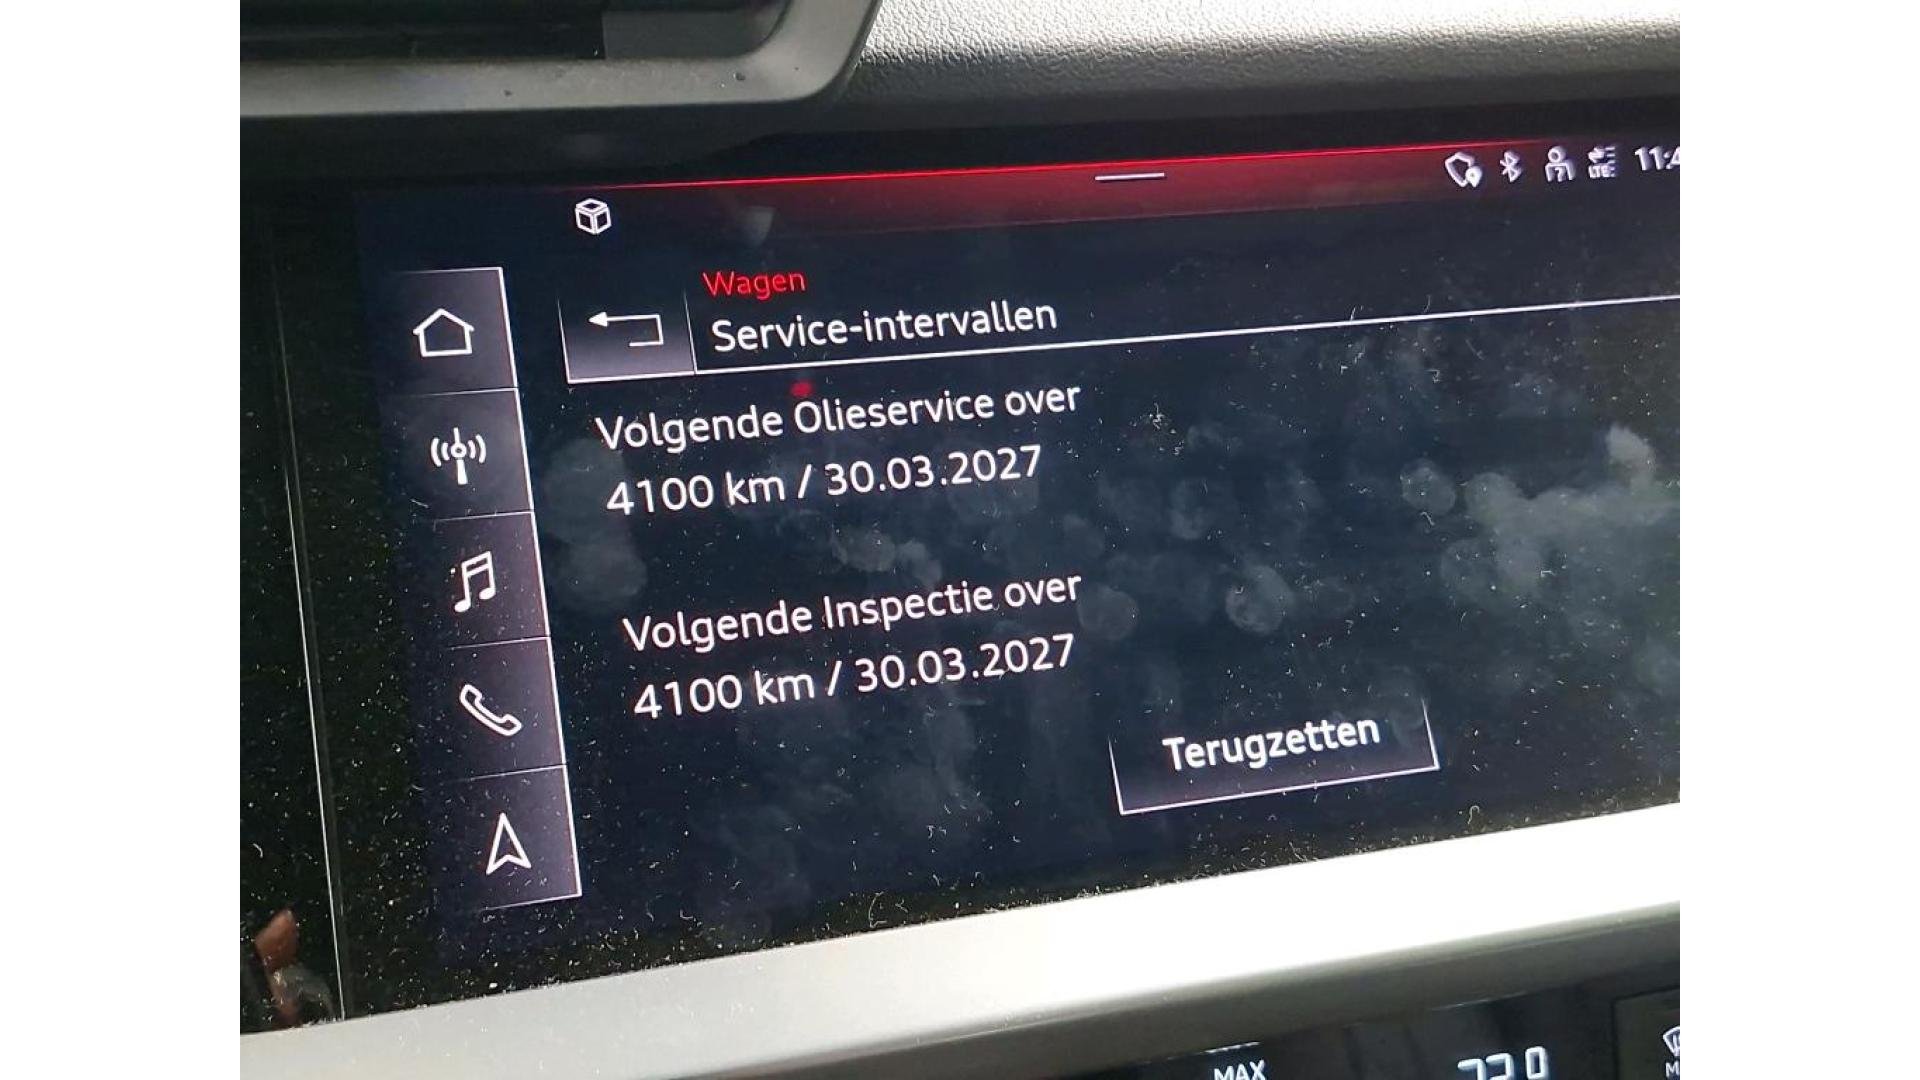 LTE
Wagen
Service-intervallen
Volgende Olieservice over
4100 km / 30.03.2027
Volgende Inspectie over
4100 km / 30.03.2027
Terugzetten
MAX